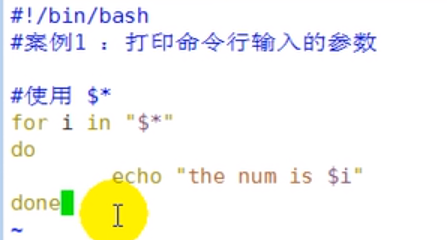 #!/bin/bash
#案例1 ：打印命令行输入的参数
#使用 $*
for i in "$*"
do
        echo "the num is $i"
done
~